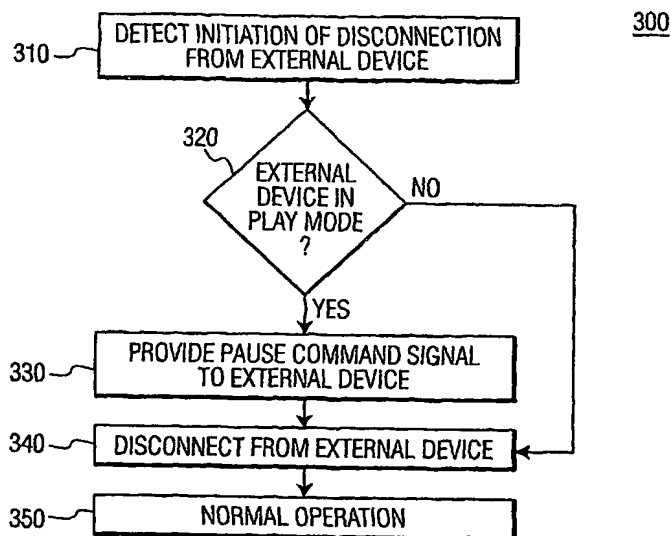 300
310
DETECT INITIATION OF DISCONNECTION
FROM EXTERNAL DEVICE
320
EXTERNAL
DEVICE IN
PLAY MODE
?
NO
YES
330
PROVIDE PAUSE COMMAND SIGNAL
TO EXTERNAL DEVICE
340
DISCONNECT FROM EXTERNAL DEVICE
350
NORMAL OPERATION